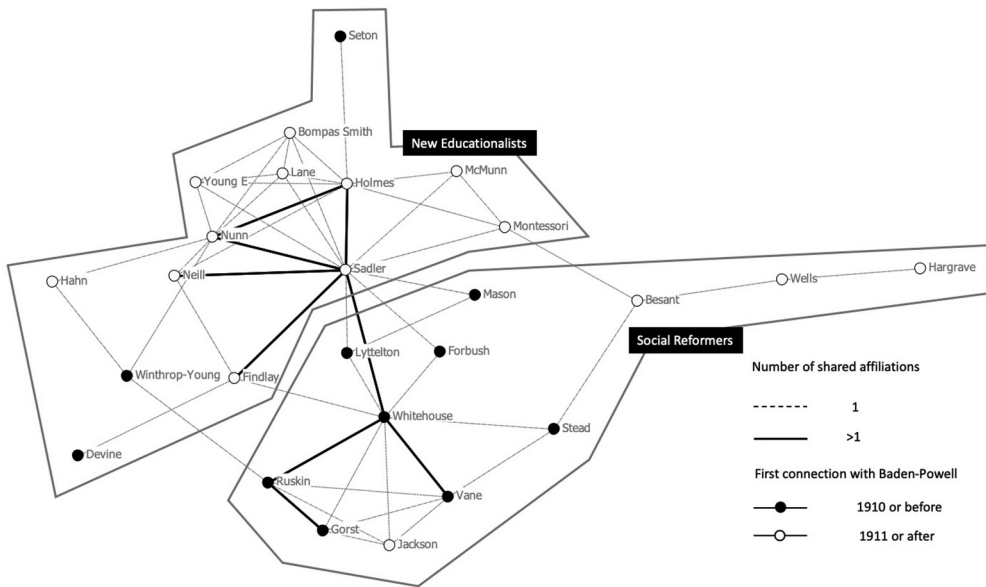 Seton
Bompas Smith
New Educationalists
Lane
McMunn
Young E
Holmes
Montessori
Nunn
Sadler
Hahn
Neill
Hargrave
Wells
Mason
Besant
Social Reformers
Lyttelton
Forbush
Winthrop-Young
Findlay
Number of shared affiliations
1
Whitehouse
Stead
>1
Devine
First connection with Baden-Powell
Ruskin
Vane
1910 or before
Gorst
1911 or after
Jackson